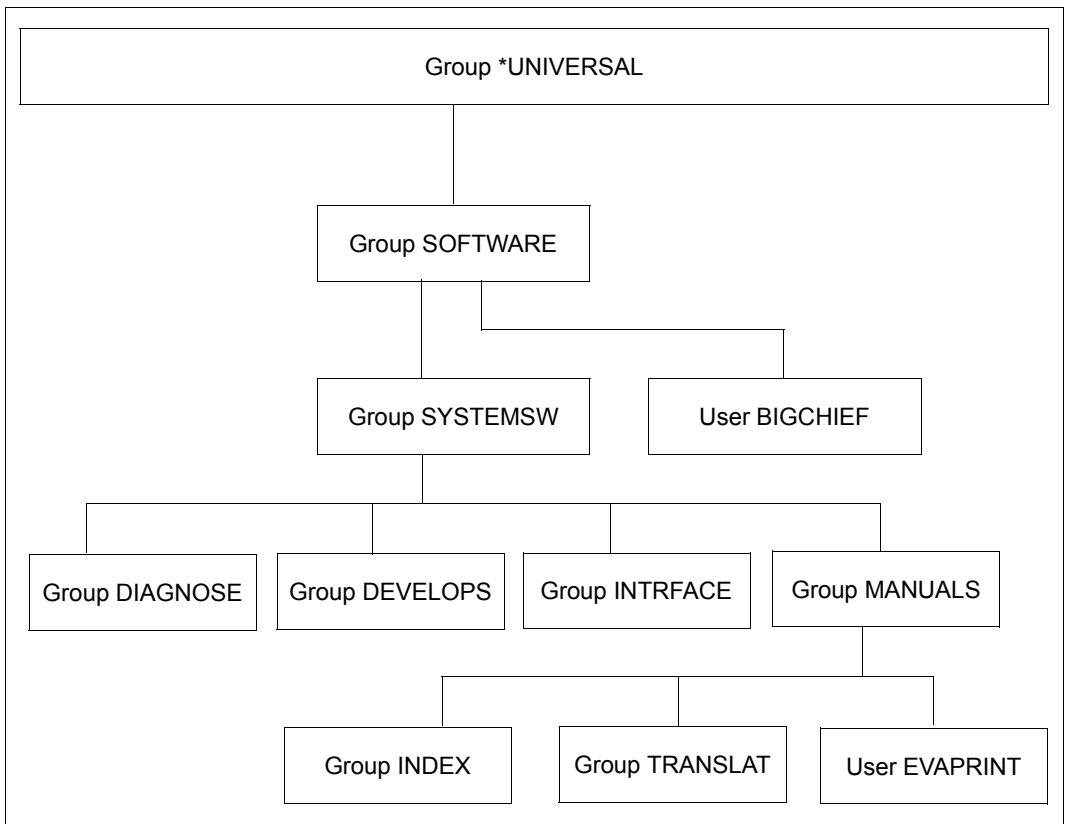 Group *UNIVERSAL
Group SOFTWARE
Group SYSTEMSW
User BIGCHIEF
Group DIAGNOSE
Group DEVELOPS
Group INTRFACE
Group MANUALS
Group INDEX
Group TRANSLAT
User EVAPRINT